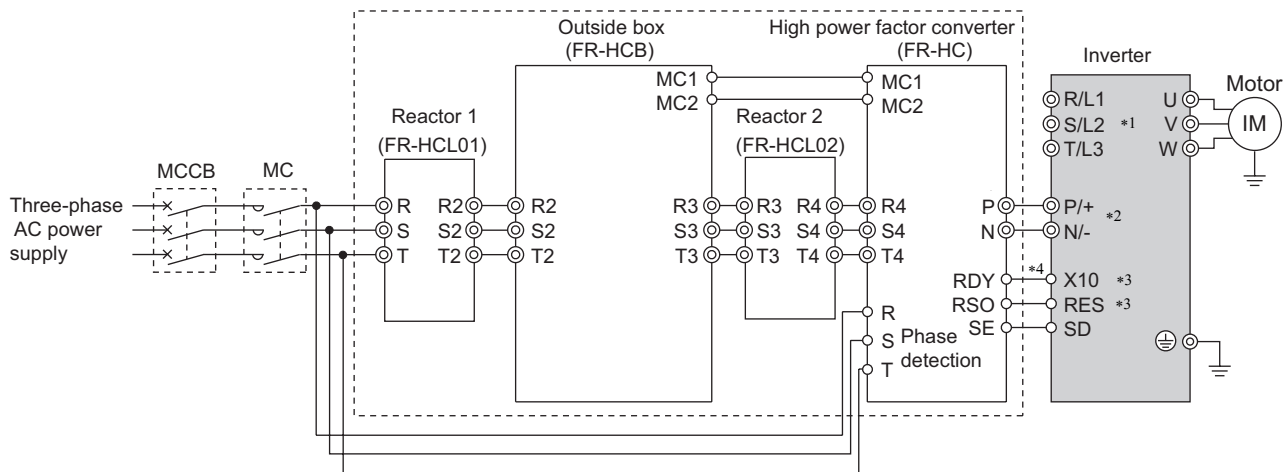 Outside box
(FR-HCB)
High power factor converter
(FR-HC)
Inverter
Motor
MC1
MC2
MC1
MC2
Reactor 1
(FR-HCL01)
Reactor 2
(FR-HCL02)
R/L1
S/L2 *1
T/L3
U
V
W
IM
MCCB
MC
Three-phase
AC power
supply
R R2 R2 R3 R3 R4 R4
S S2 S2 S3 S3 S4 S4
T T2 T2 T3 T3 T4 T4
P P/+
N N/- *2
RDY *4 X10 *3
RSO RES *3
SE SD
R
S Phase
detection
T